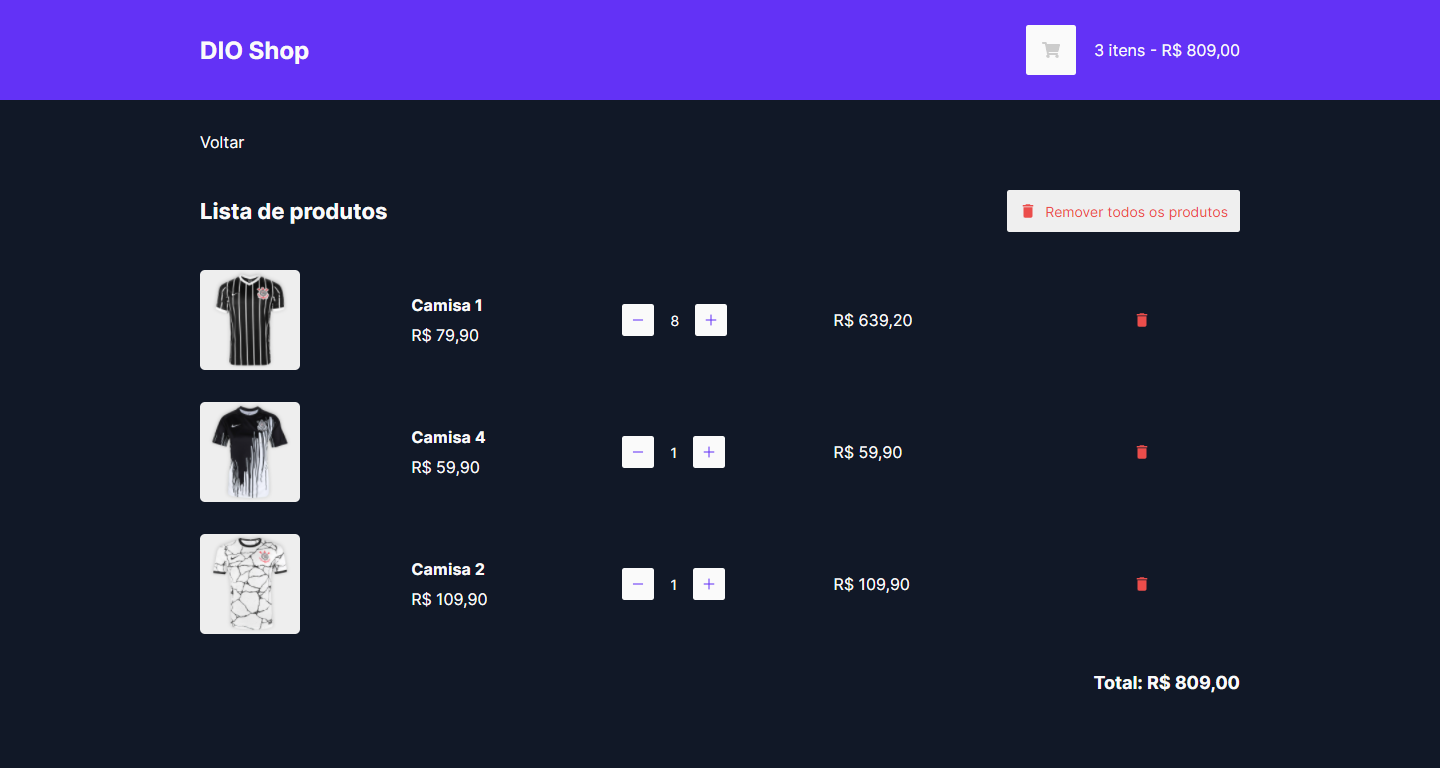 DIO Shop
3 itens - R$ 809,00
Voltar
Lista de produtos
Remover todos os produtos
Camisa 1
R$ 79,90
8
R$ 639,20
Camisa 4
R$ 59,90
1
R$ 59,90
Camisa 2
R$ 109,90
1
R$ 109,90
Total: R$ 809,00